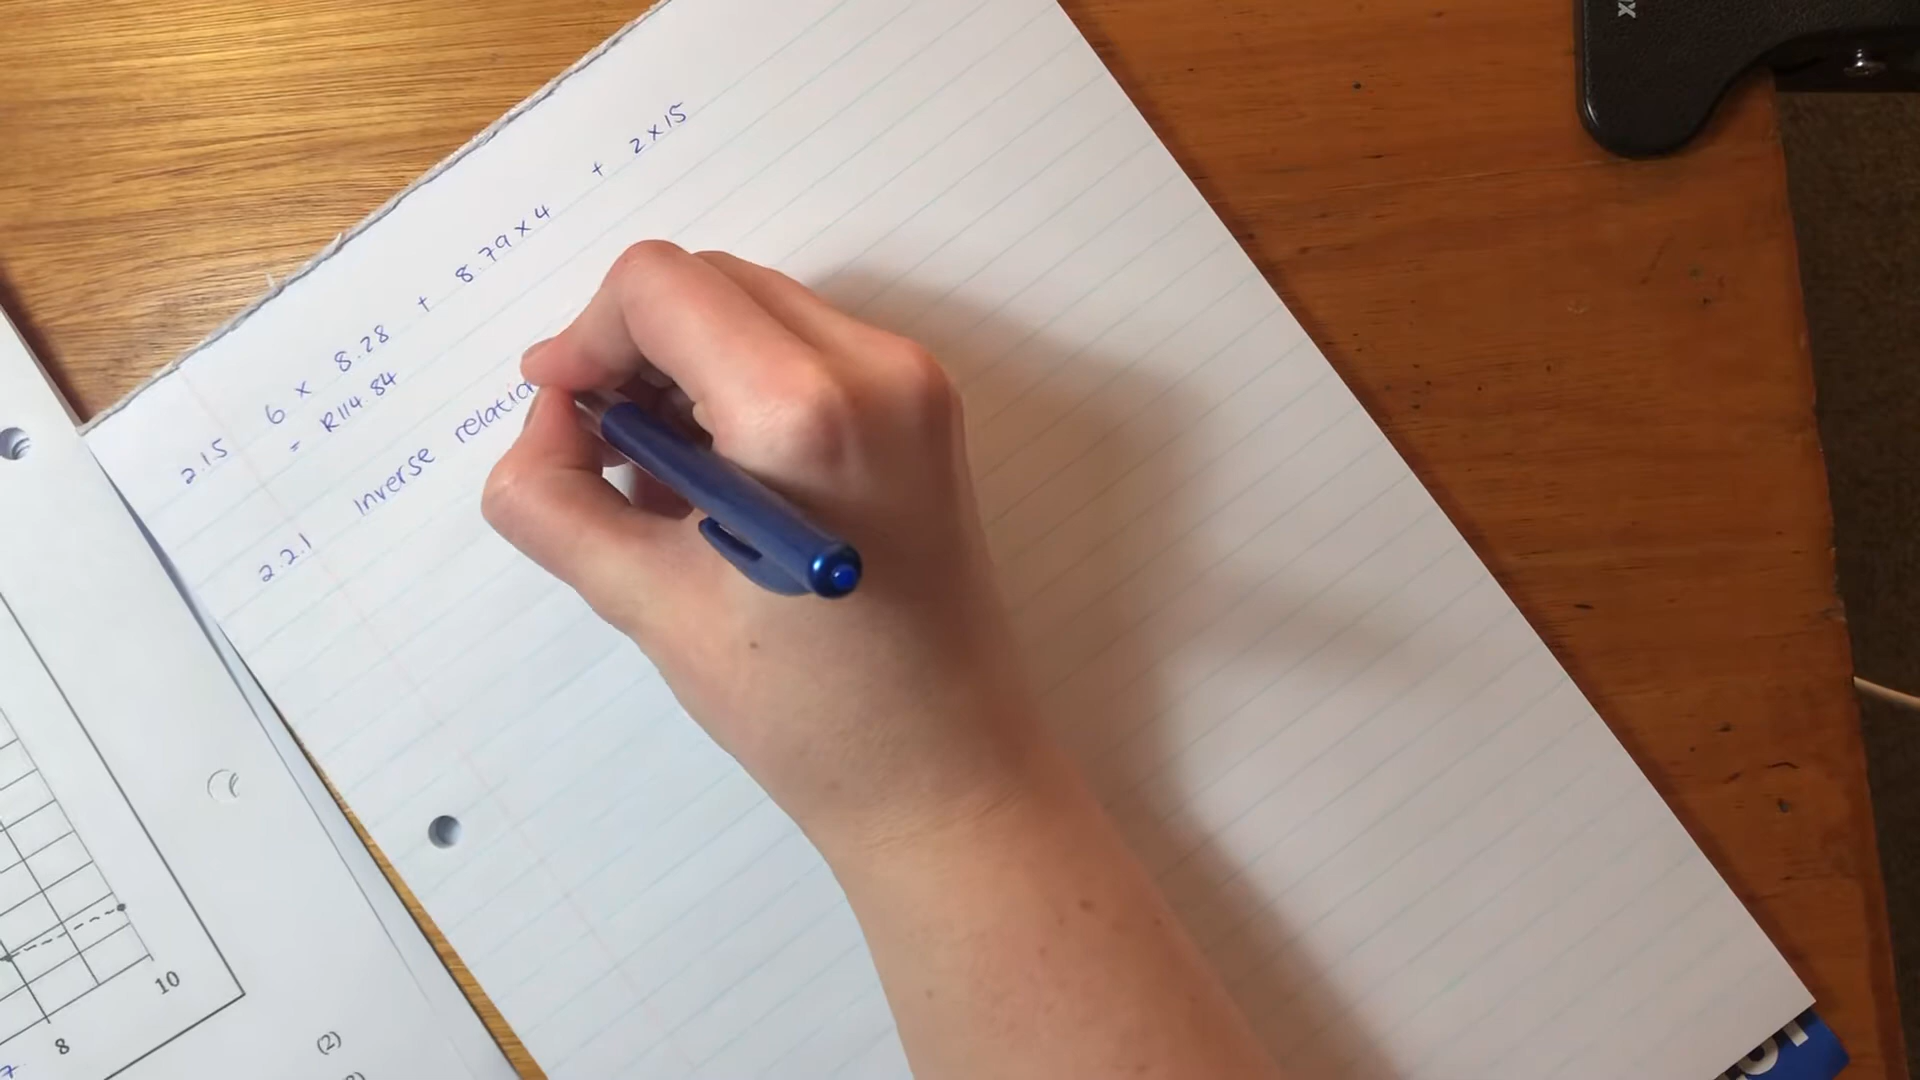 2.1.5 6 x 8.28 + 8.79 x 4 + 2 x 15
= R114.84
2.2.1 Inverse relatio
10
8
7
(2)